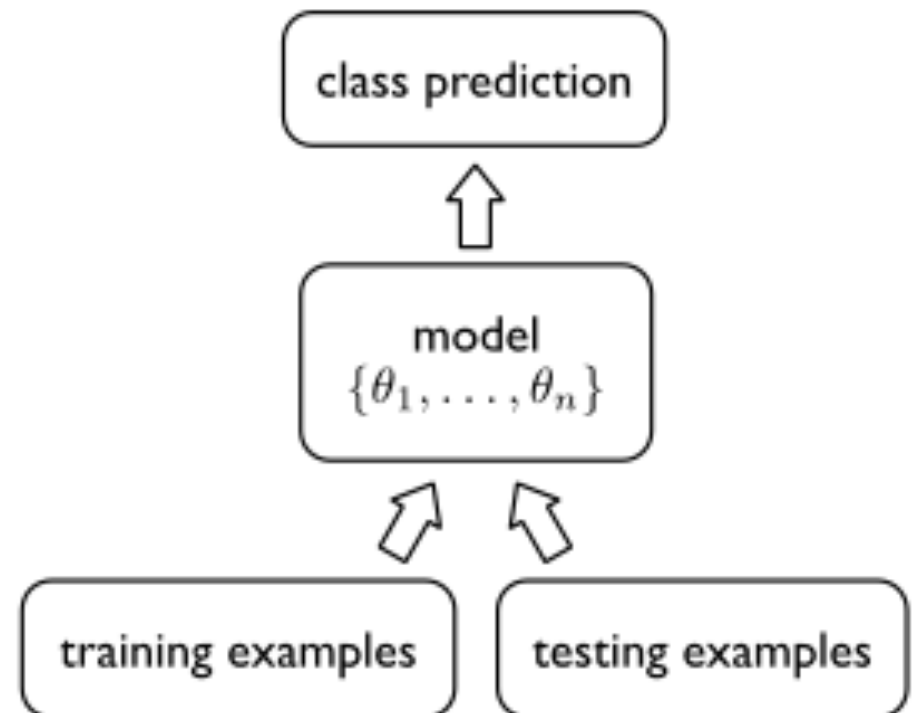 class prediction
model
{θ₁, . . . , θₙ}
training examples
testing examples